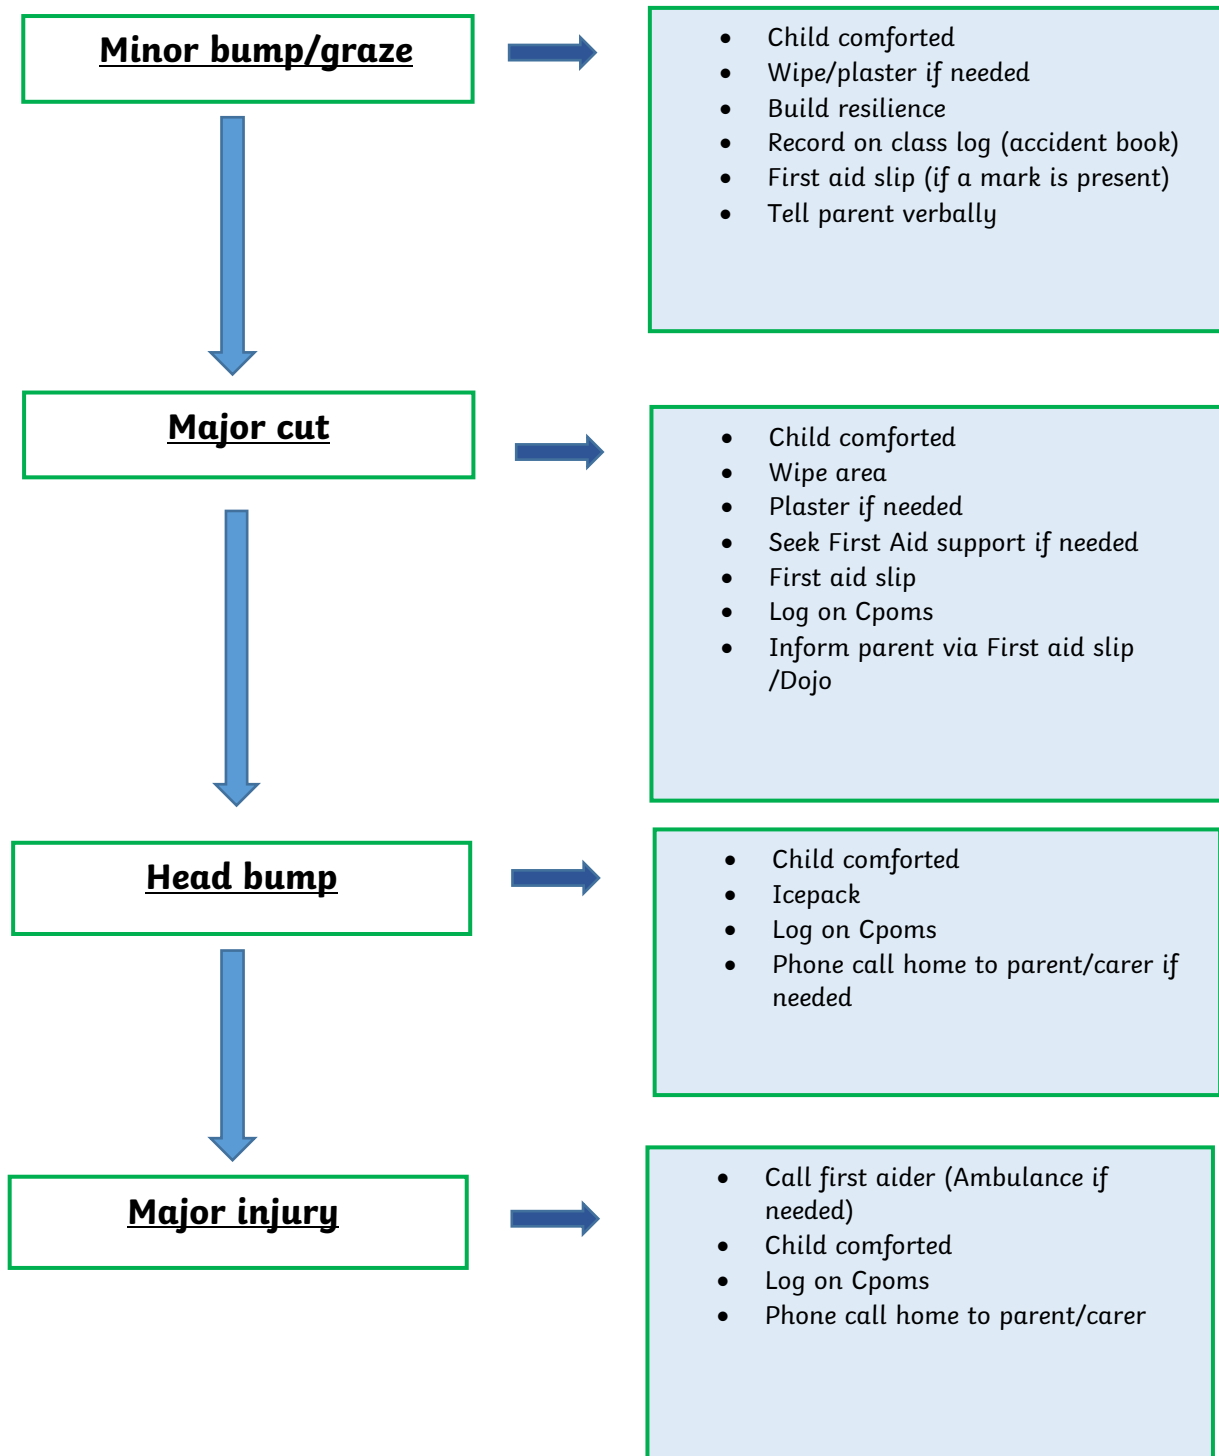 Minor bump/graze
• Child comforted
• Wipe/plaster if needed
• Build resilience
• Record on class log (accident book)
• First aid slip (if a mark is present)
• Tell parent verbally
Major cut
• Child comforted
• Wipe area
• Plaster if needed
• Seek First Aid support if needed
• First aid slip
• Log on Cpoms
• Inform parent via First aid slip
/Dojo
Head bump
• Child comforted
• Icepack
• Log on Cpoms
• Phone call home to parent/carer if
needed
Major injury
• Call first aider (Ambulance if
needed)
• Child comforted
• Log on Cpoms
• Phone call home to parent/carer